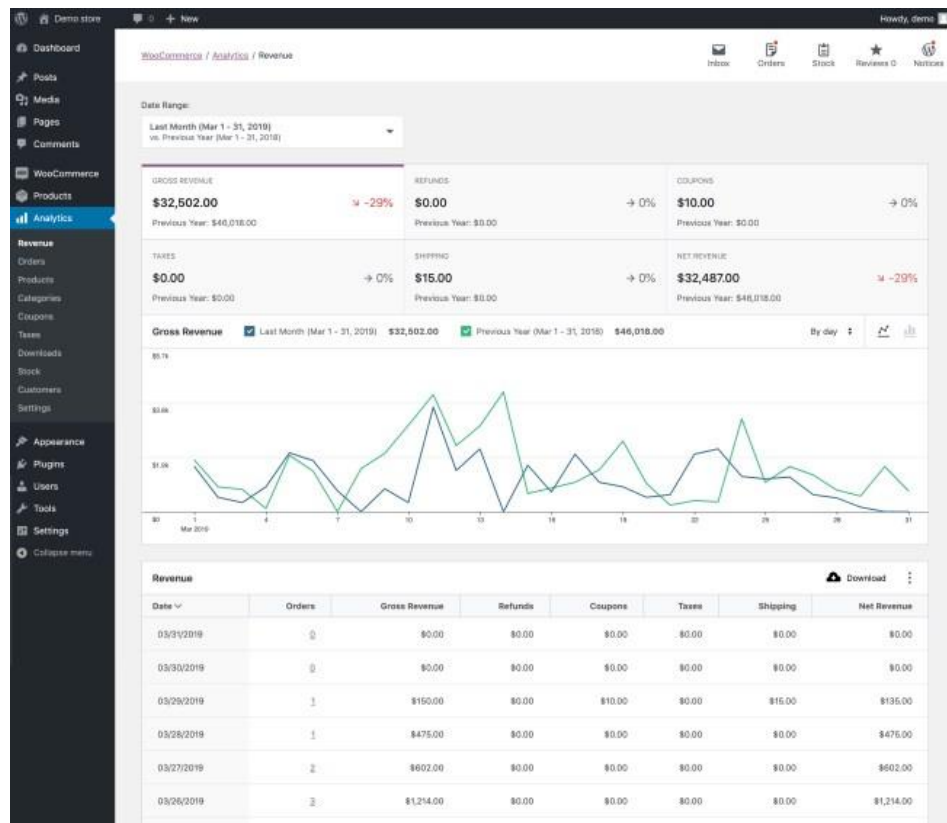 Demo store
0
+ New
Howdy, demo
Dashboard
Posts
Media
Pages
Comments
WooCommerce
Products
Analytics
Revenue
Orders
Products
Categories
Coupons
Taxes
Downloads
Stock
Customers
Settings
Appearance
Plugins
Users
Tools
Settings
Collapse menu
WooCommerce / Analytics / Revenue
Inbox
Orders
Stock
Reviews 0
Notices
Date Range:
Last Month (Mar 1 - 31, 2019)
vs. Previous Year (Mar 1 - 31, 2018)
GROSS REVENUE
$32,502.00 -29%
Previous Year: $46,018.00
REFUNDS
$0.00 0%
Previous Year: $0.00
COUPONS
$10.00 0%
Previous Year: $0.00
TAXES
$0.00 0%
Previous Year: $0.00
SHIPPING
$15.00 0%
Previous Year: $0.00
NET REVENUE
$32,487.00 -29%
Previous Year: $46,018.00
Gross Revenue Last Month (Mar 1 - 31, 2019) $32,502.00 Previous Year (Mar 1 - 31, 2018) $46,018.00 By day
$5.7k
$3.8k
$1.9k
$0 1 4 7 10 13 16 19 22 25 28 31
Mar 2019
Revenue Download
Date Orders Gross Revenue Refunds Coupons Taxes Shipping Net Revenue
03/31/2019 0 $0.00 $0.00 $0.00 $0.00 $0.00 $0.00
03/30/2019 0 $0.00 $0.00 $0.00 $0.00 $0.00 $0.00
03/29/2019 1 $150.00 $0.00 $10.00 $0.00 $15.00 $135.00
03/28/2019 1 $475.00 $0.00 $0.00 $0.00 $0.00 $475.00
03/27/2019 2 $602.00 $0.00 $0.00 $0.00 $0.00 $602.00
03/26/2019 3 $1,214.00 $0.00 $0.00 $0.00 $0.00 $1,214.00